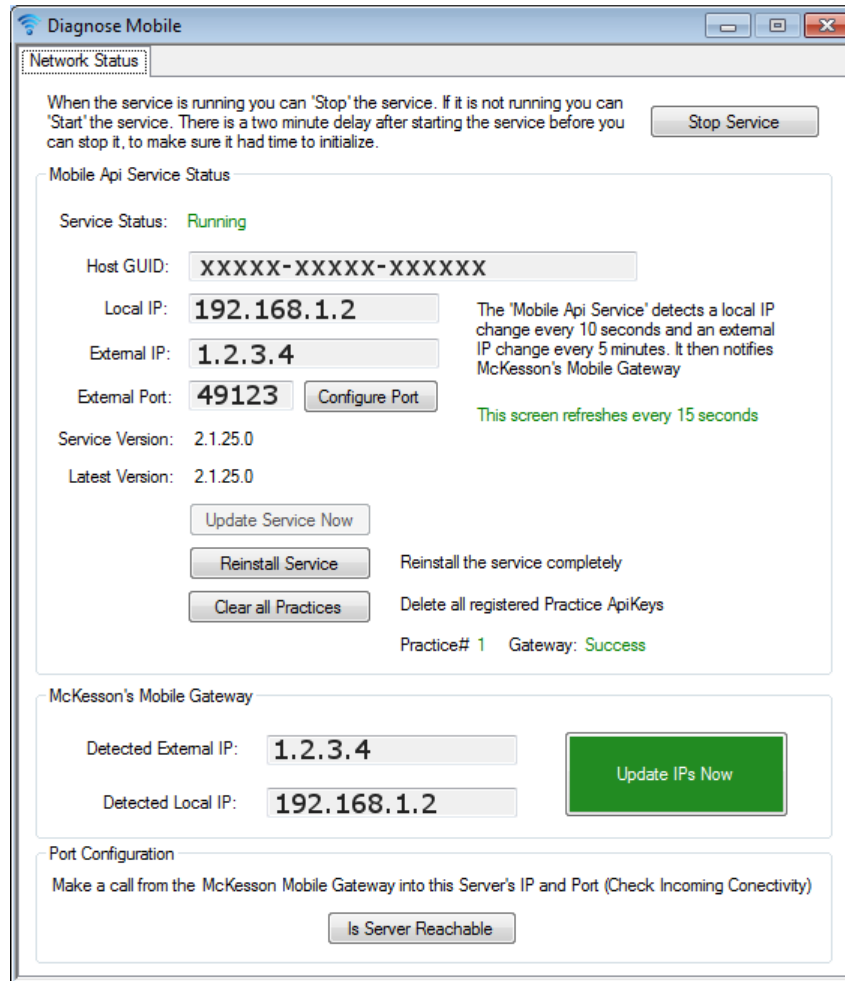 Diagnose Mobile
Network Status
When the service is running you can 'Stop' the service. If it is not running you can
'Start' the service. There is a two minute delay after starting the service before you
can stop it, to make sure it had time to initialize.
Stop Service
Mobile Api Service Status
Service Status: Running
Host GUID: XXXXX-XXXXX-XXXXXX
Local IP: 192.168.1.2
The 'Mobile Api Service' detects a local IP
change every 10 seconds and an external
IP change every 5 minutes. It then notifies
McKesson's Mobile Gateway
External IP: 1.2.3.4
External Port: 49123 Configure Port
This screen refreshes every 15 seconds
Service Version: 2.1.25.0
Latest Version: 2.1.25.0
Update Service Now
Reinstall Service Reinstall the service completely
Clear all Practices Delete all registered Practice ApiKeys
Practice# 1 Gateway: Success
McKesson's Mobile Gateway
Detected External IP: 1.2.3.4
Update IPs Now
Detected Local IP: 192.168.1.2
Port Configuration
Make a call from the McKesson Mobile Gateway into this Server's IP and Port (Check Incoming Conectivity)
Is Server Reachable